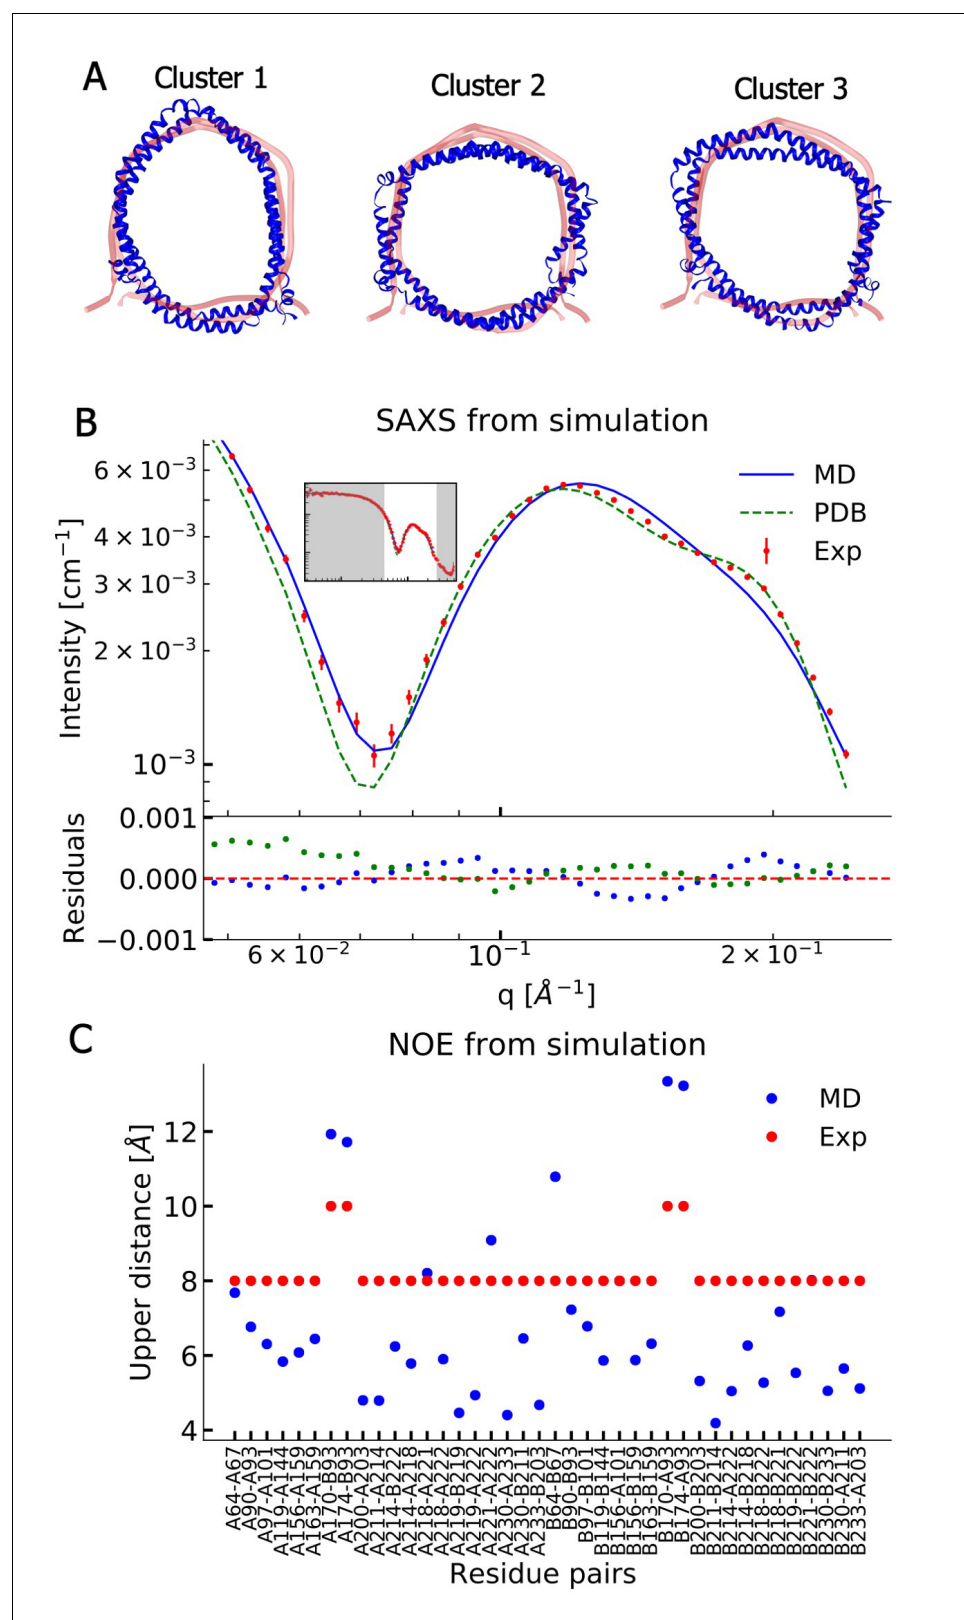 A
Cluster 1
Cluster 2
Cluster 3
B
SAXS from simulation
Intensity [cm⁻¹]
6 × 10⁻³
4 × 10⁻³
3 × 10⁻³
2 × 10⁻³
10⁻³
MD
PDB
Exp
Residuals
0.001
0.000
−0.001
6 × 10⁻²
10⁻¹
2 × 10⁻¹
q [Å⁻¹]
C
NOE from simulation
Upper distance [Å]
12
10
8
6
4
MD
Exp
A64-A67
A90-A93
A97-A101
A119-A144
A156-A159
A163-A159
A170-B93
A174-B93
A200-A203
A211-A214
A214-B222
A214-A218
A218-A221
A218-B222
A219-B219
A219-A222
A221-A222
A230-A233
A230-B211
A233-B203
B64-B67
B90-B93
B97-B101
B119-B144
B156-A101
B156-B159
B163-B159
B170-A93
B174-A93
B200-B203
B211-B214
B214-A222
B214-B218
B218-B222
B218-B221
B219-B222
B221-B222
B230-B233
B230-A211
B233-A203
Residue pairs